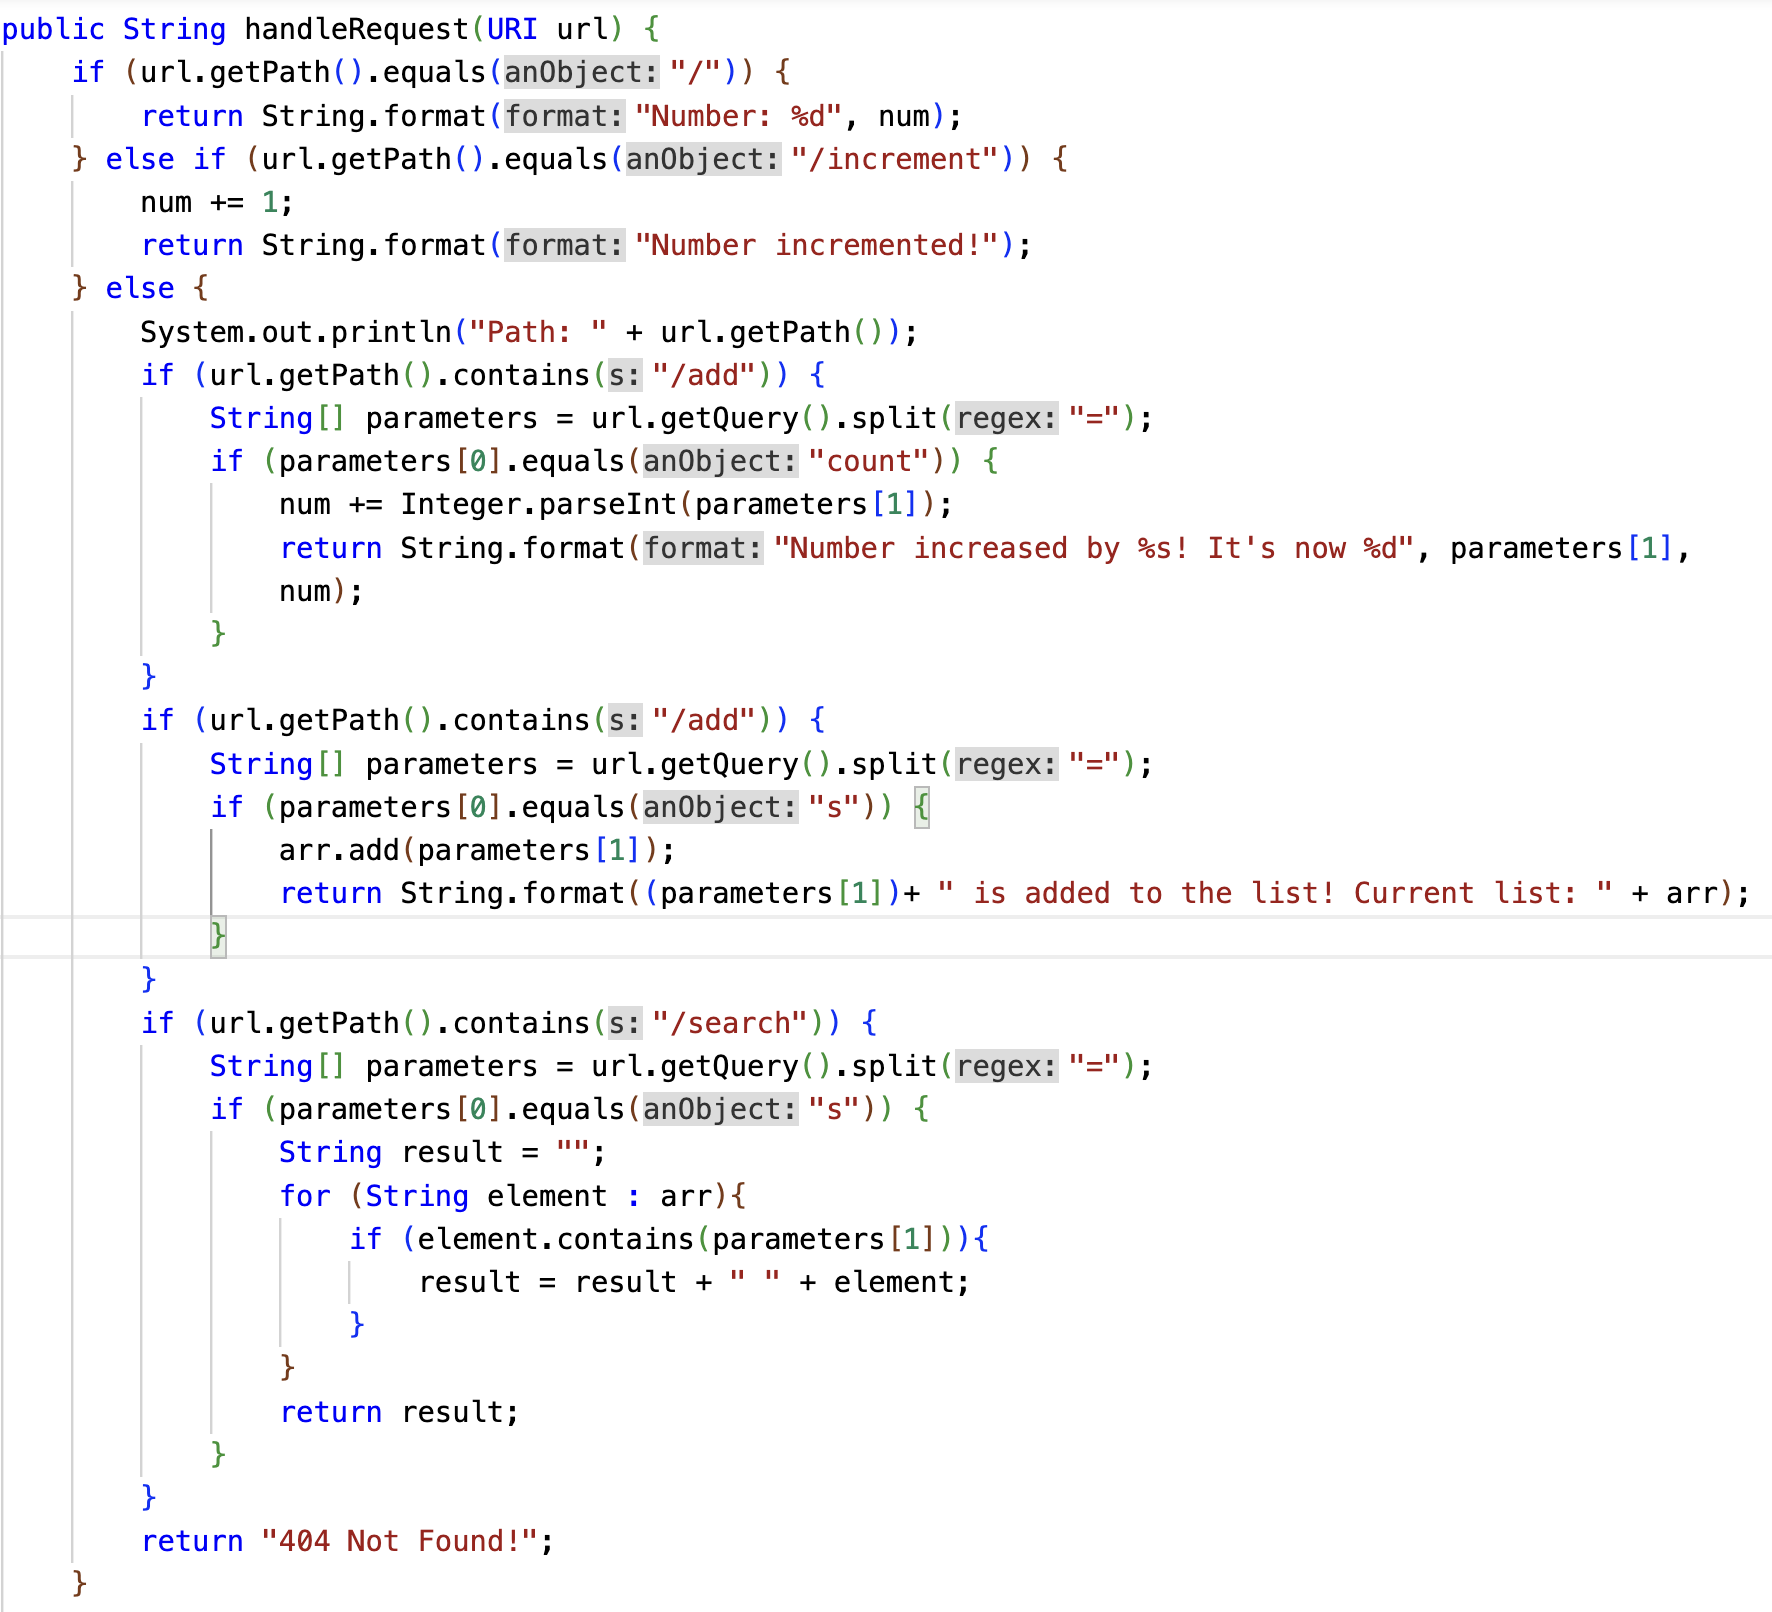 public String handleRequest(URI url) {
    if (url.getPath().equals(anObject: "/")) {
        return String.format(format: "Number: %d", num);
    } else if (url.getPath().equals(anObject: "/increment")) {
        num += 1;
        return String.format(format: "Number incremented!");
    } else {
        System.out.println("Path: " + url.getPath());
        if (url.getPath().contains(s: "/add")) {
            String[] parameters = url.getQuery().split(regex: "=");
            if (parameters[0].equals(anObject: "count")) {
                num += Integer.parseInt(parameters[1]);
                return String.format(format: "Number increased by %s! It's now %d", parameters[1],
                num);
            }
        }
        if (url.getPath().contains(s: "/add")) {
            String[] parameters = url.getQuery().split(regex: "=");
            if (parameters[0].equals(anObject: "s")) {
                arr.add(parameters[1]);
                return String.format((parameters[1])+ " is added to the list! Current list: " + arr);
            }
        }
        if (url.getPath().contains(s: "/search")) {
            String[] parameters = url.getQuery().split(regex: "=");
            if (parameters[0].equals(anObject: "s")) {
                String result = "";
                for (String element : arr){
                    if (element.contains(parameters[1])){
                        result = result + " " + element;
                    }
                }
                return result;
            }
        }
        return "404 Not Found!";
    }